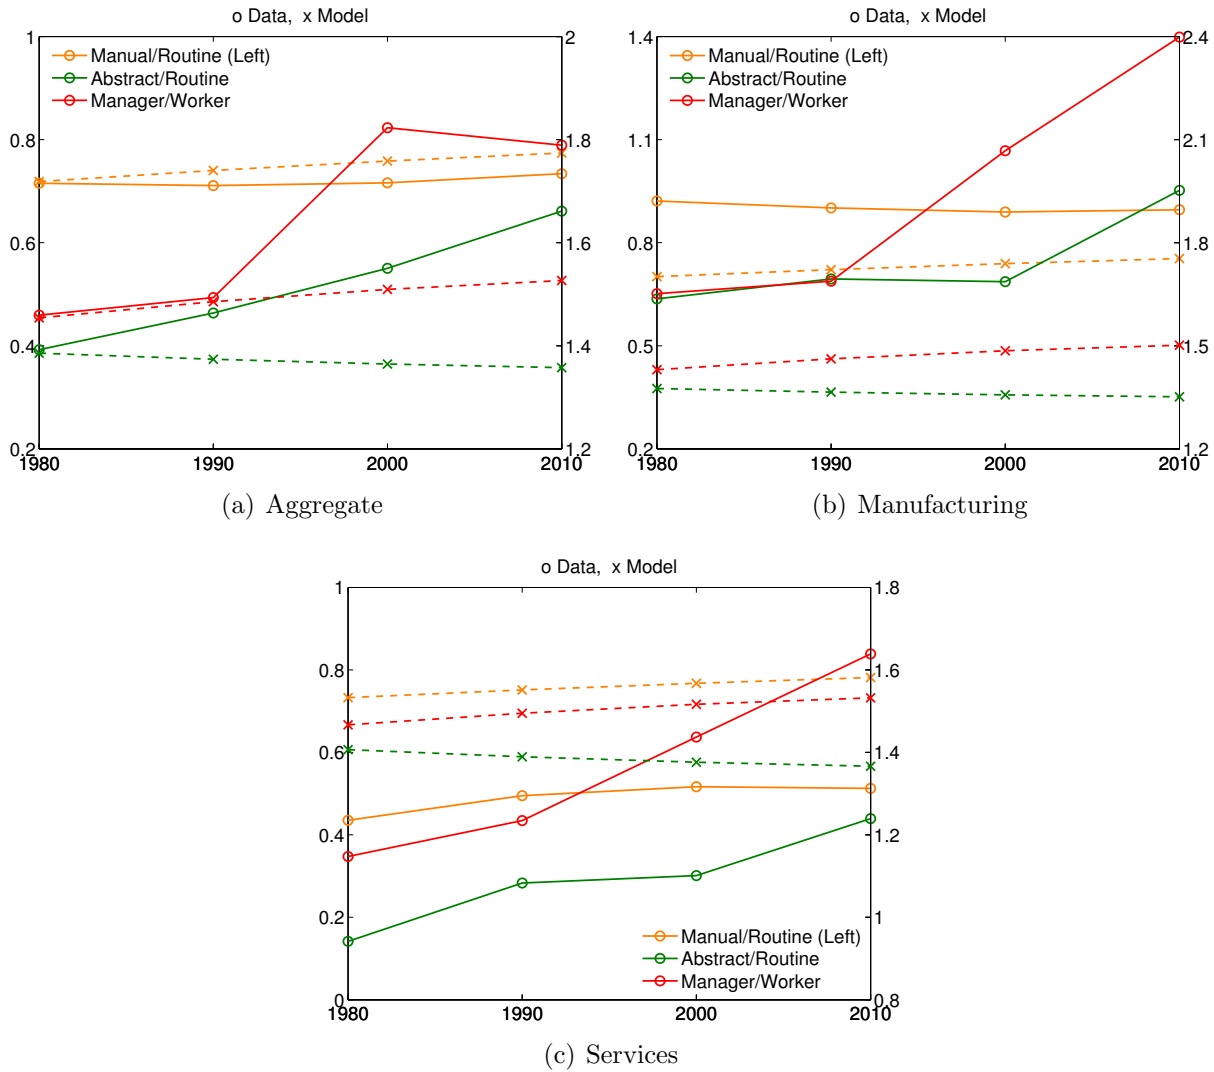 o Data,  x Model
1
0.8
0.6
0.4
0.2
2
1.8
1.6
1.4
1.2
Manual/Routine (Left)
Abstract/Routine
Manager/Worker
1980 1990 2000 2010
(a) Aggregate
o Data,  x Model
1.4
1.1
0.8
0.5
0.2
2.4
2.1
1.8
1.5
1.2
Manual/Routine (Left)
Abstract/Routine
Manager/Worker
1980 1990 2000 2010
(b) Manufacturing
o Data,  x Model
1
0.8
0.6
0.4
0.2
0
1.8
1.6
1.4
1.2
1
0.8
Manual/Routine (Left)
Abstract/Routine
Manager/Worker
1980 1990 2000 2010
(c) Services